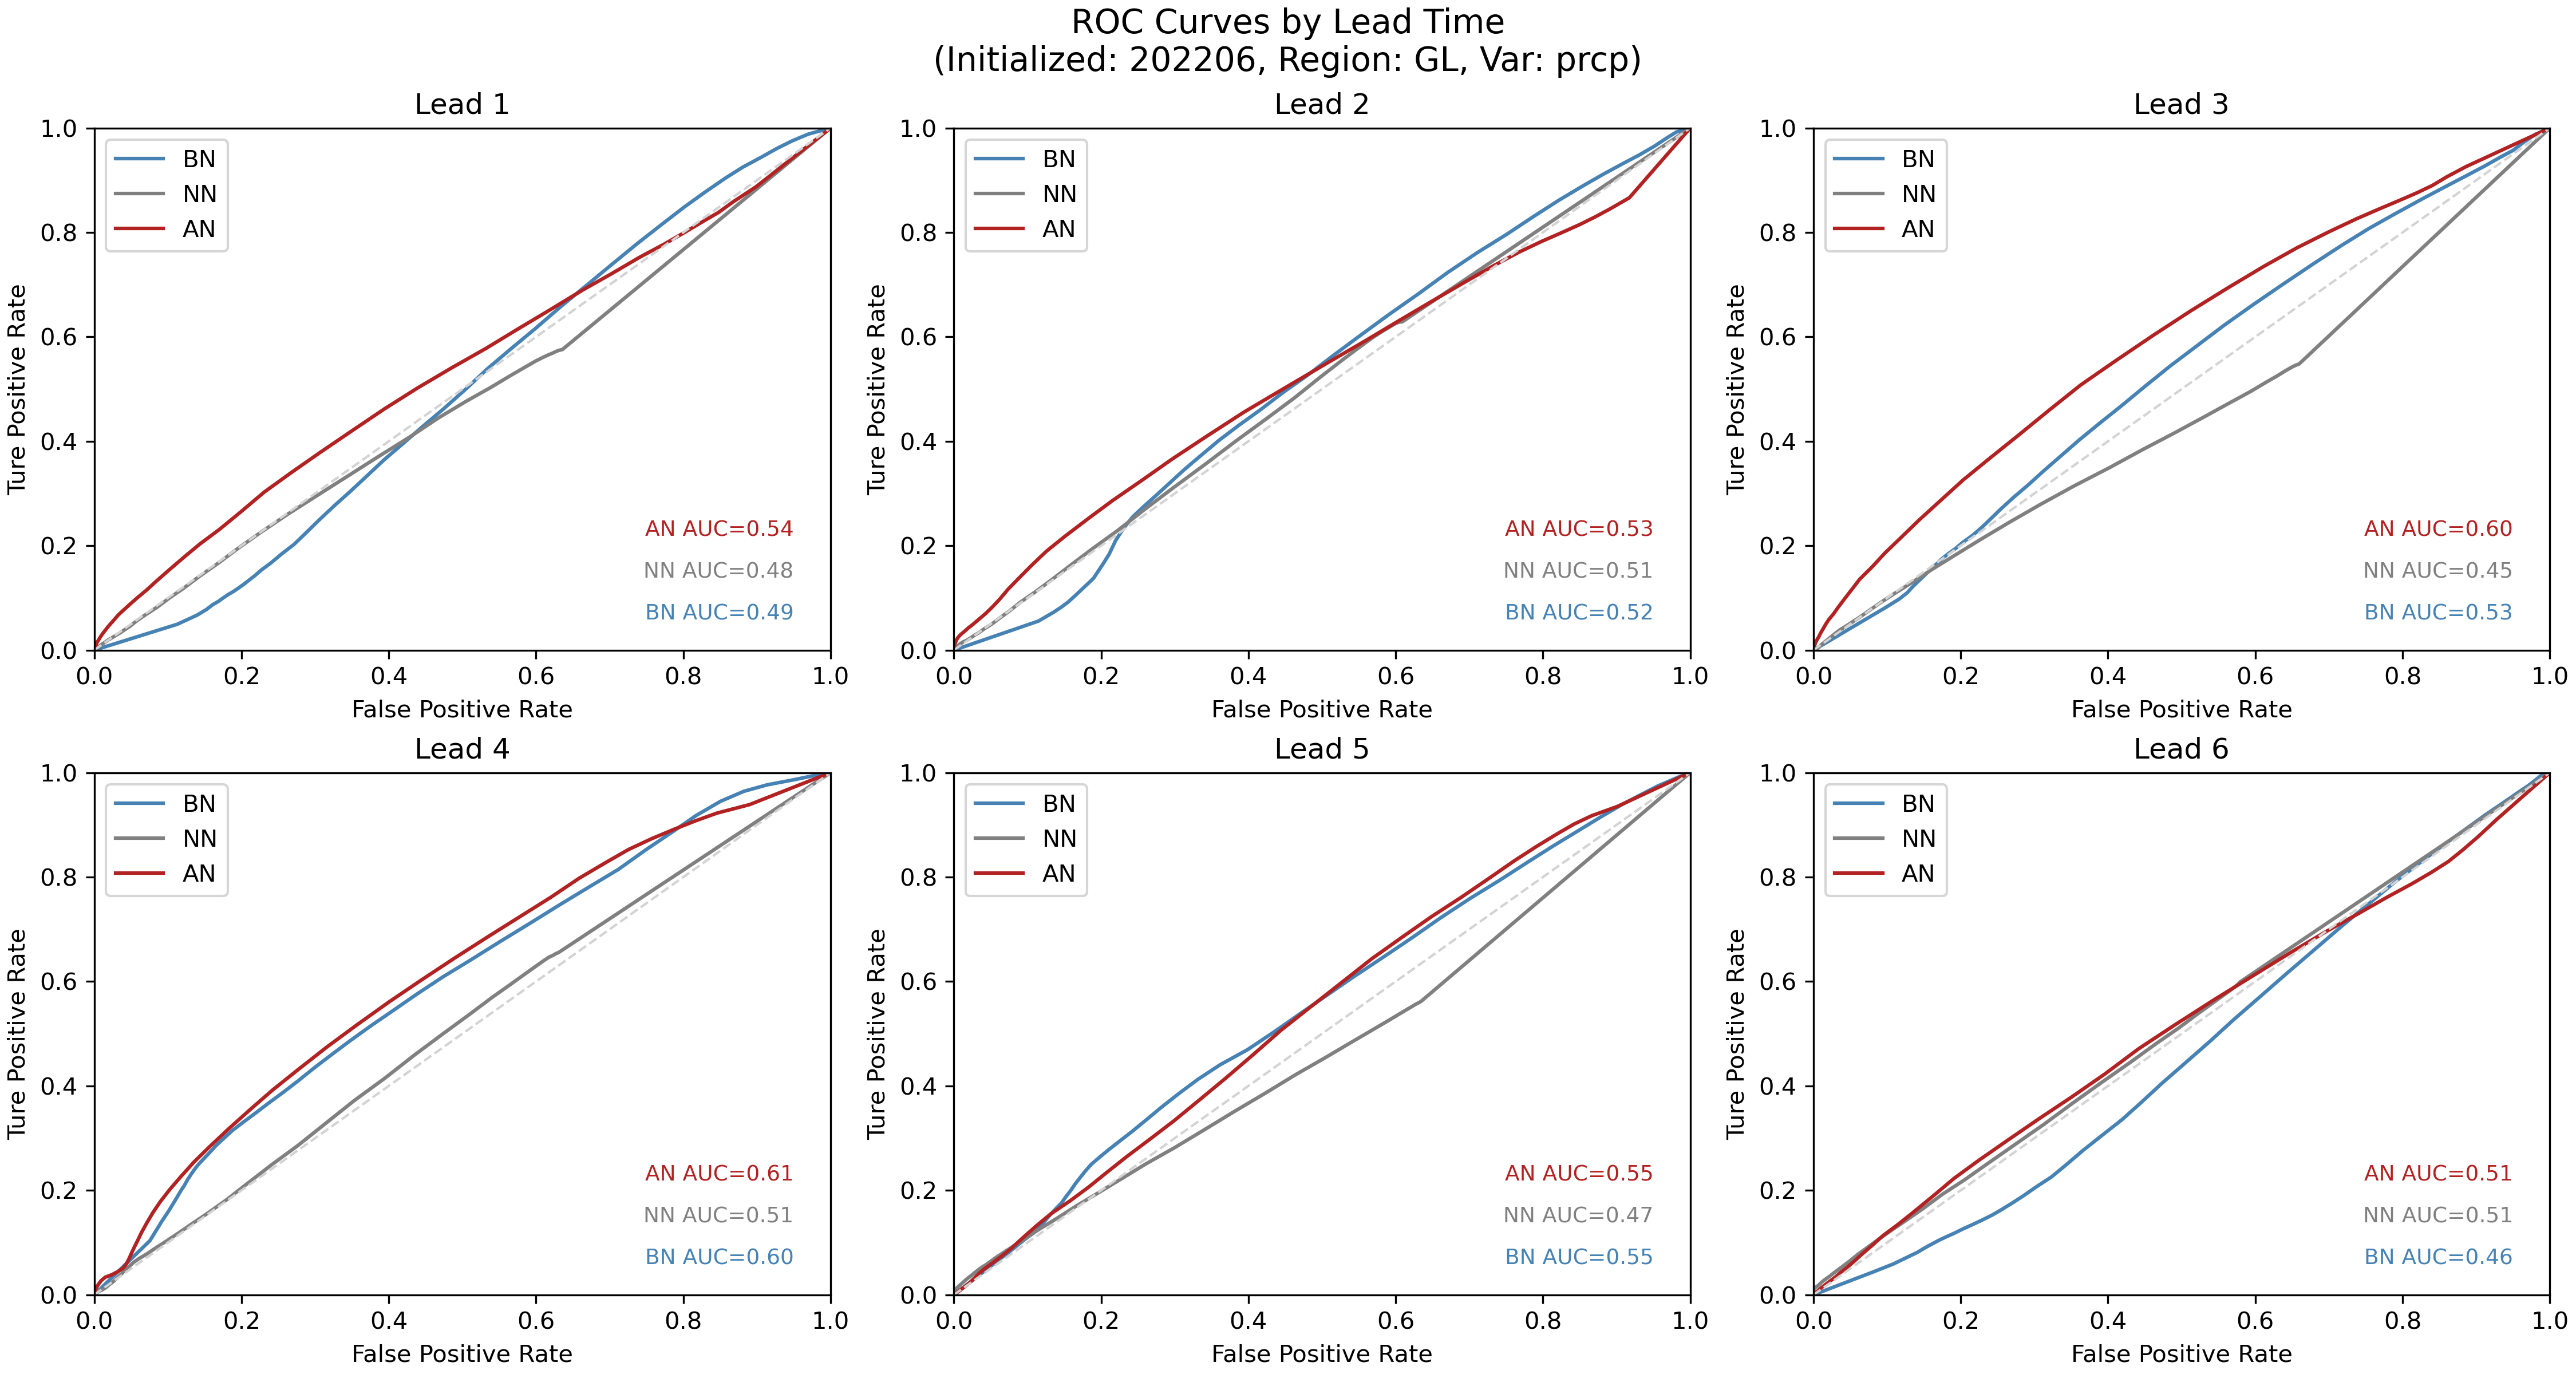 ROC Curves by Lead Time
(Initialized: 202206, Region: GL, Var: prcp)
Lead 1
1.0
0.8
0.6
0.4
0.2
0.0
Ture Positive Rate
BN
NN
AN
AN AUC=0.54
NN AUC=0.48
BN AUC=0.49
0.0 0.2 0.4 0.6 0.8 1.0
False Positive Rate
Lead 2
1.0
0.8
0.6
0.4
0.2
0.0
Ture Positive Rate
BN
NN
AN
AN AUC=0.53
NN AUC=0.51
BN AUC=0.52
0.0 0.2 0.4 0.6 0.8 1.0
False Positive Rate
Lead 3
1.0
0.8
0.6
0.4
0.2
0.0
Ture Positive Rate
BN
NN
AN
AN AUC=0.60
NN AUC=0.45
BN AUC=0.53
0.0 0.2 0.4 0.6 0.8 1.0
False Positive Rate
Lead 4
1.0
0.8
0.6
0.4
0.2
0.0
Ture Positive Rate
BN
NN
AN
AN AUC=0.61
NN AUC=0.51
BN AUC=0.60
0.0 0.2 0.4 0.6 0.8 1.0
False Positive Rate
Lead 5
1.0
0.8
0.6
0.4
0.2
0.0
Ture Positive Rate
BN
NN
AN
AN AUC=0.55
NN AUC=0.47
BN AUC=0.55
0.0 0.2 0.4 0.6 0.8 1.0
False Positive Rate
Lead 6
1.0
0.8
0.6
0.4
0.2
0.0
Ture Positive Rate
BN
NN
AN
AN AUC=0.51
NN AUC=0.51
BN AUC=0.46
0.0 0.2 0.4 0.6 0.8 1.0
False Positive Rate